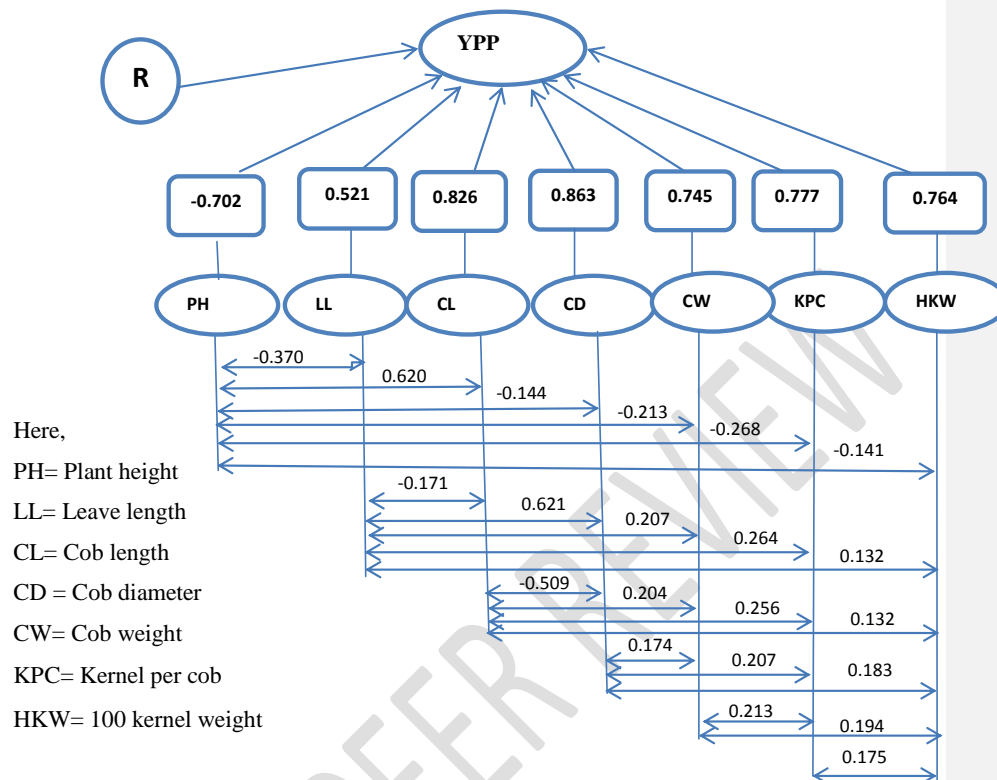 YPP
R
-0.702 0.521 0.826 0.863 0.745 0.777 0.764
PH LL CL CD CW KPC HKW
-0.370
0.620
-0.144
-0.213
-0.268
-0.141
Here,
PH= Plant height
LL= Leave length
CL= Cob length
CD = Cob diameter
CW= Cob weight
KPC= Kernel per cob
HKW= 100 kernel weight
-0.171
0.621
0.207
0.264
0.132
-0.509
0.204
0.256
0.132
0.174
0.207
0.183
0.213
0.194
0.175
ER REVIEW